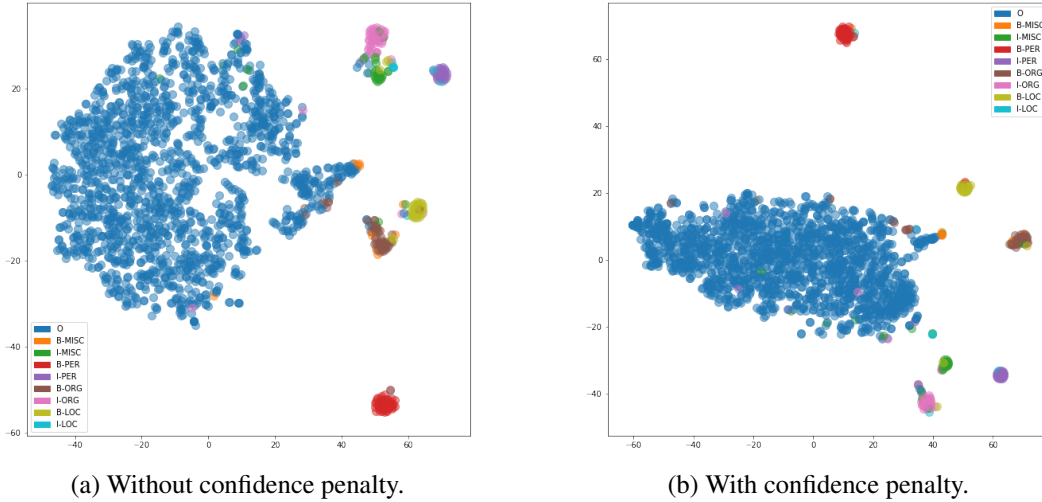 20
0
−20
−40
−60
−40
−20
0
20
40
60
O
B-MISC
I-MISC
B-PER
I-PER
B-ORG
I-ORG
B-LOC
I-LOC
(a) Without confidence penalty.
60
40
20
0
−20
−40
−60
−40
−20
0
20
40
60
O
B-MISC
I-MISC
B-PER
I-PER
B-ORG
I-ORG
B-LOC
I-LOC
(b) With confidence penalty.